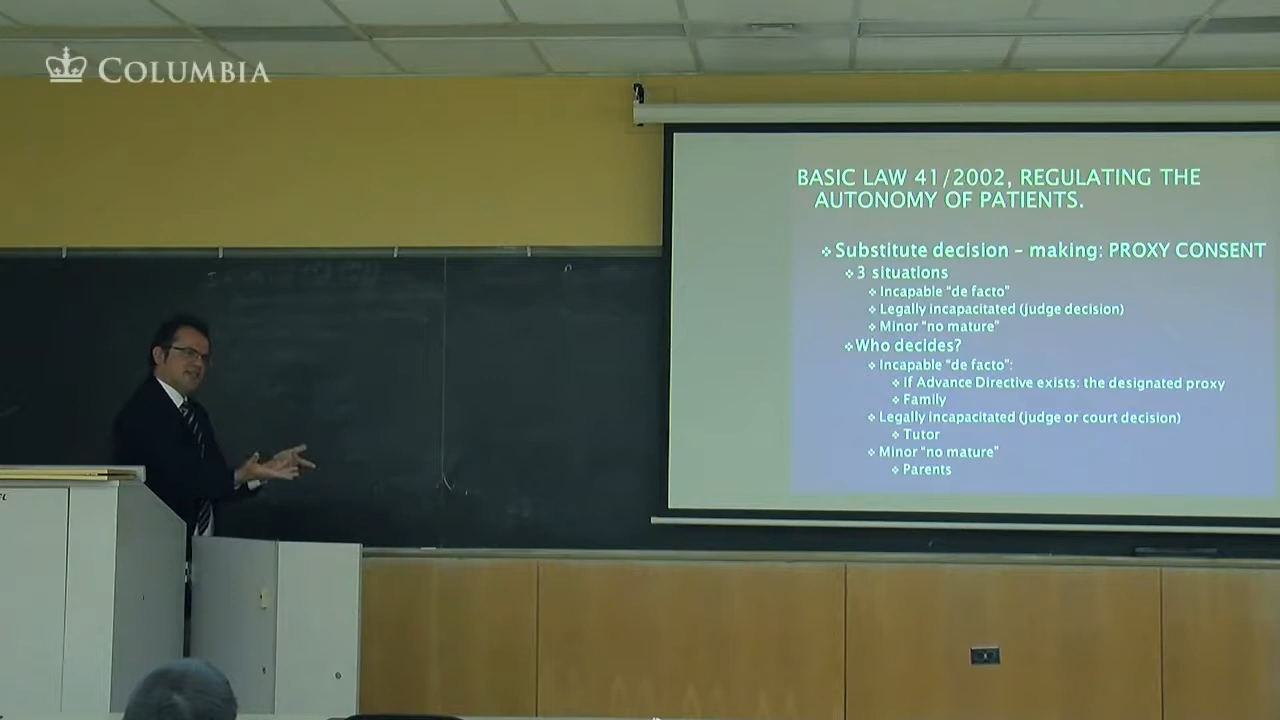 COLUMBIA
BASIC LAW 41/2002, REGULATING THE
AUTONOMY OF PATIENTS.
Substitute decision – making: PROXY CONSENT
3 situations
Incapable "de facto"
Legally incapacitated (judge decision)
Minor "no mature"
Who decides?
Incapable "de facto":
If Advance Directive exists: the designated proxy
Family
Legally incapacitated (judge or court decision)
Tutor
Minor "no mature"
Parents